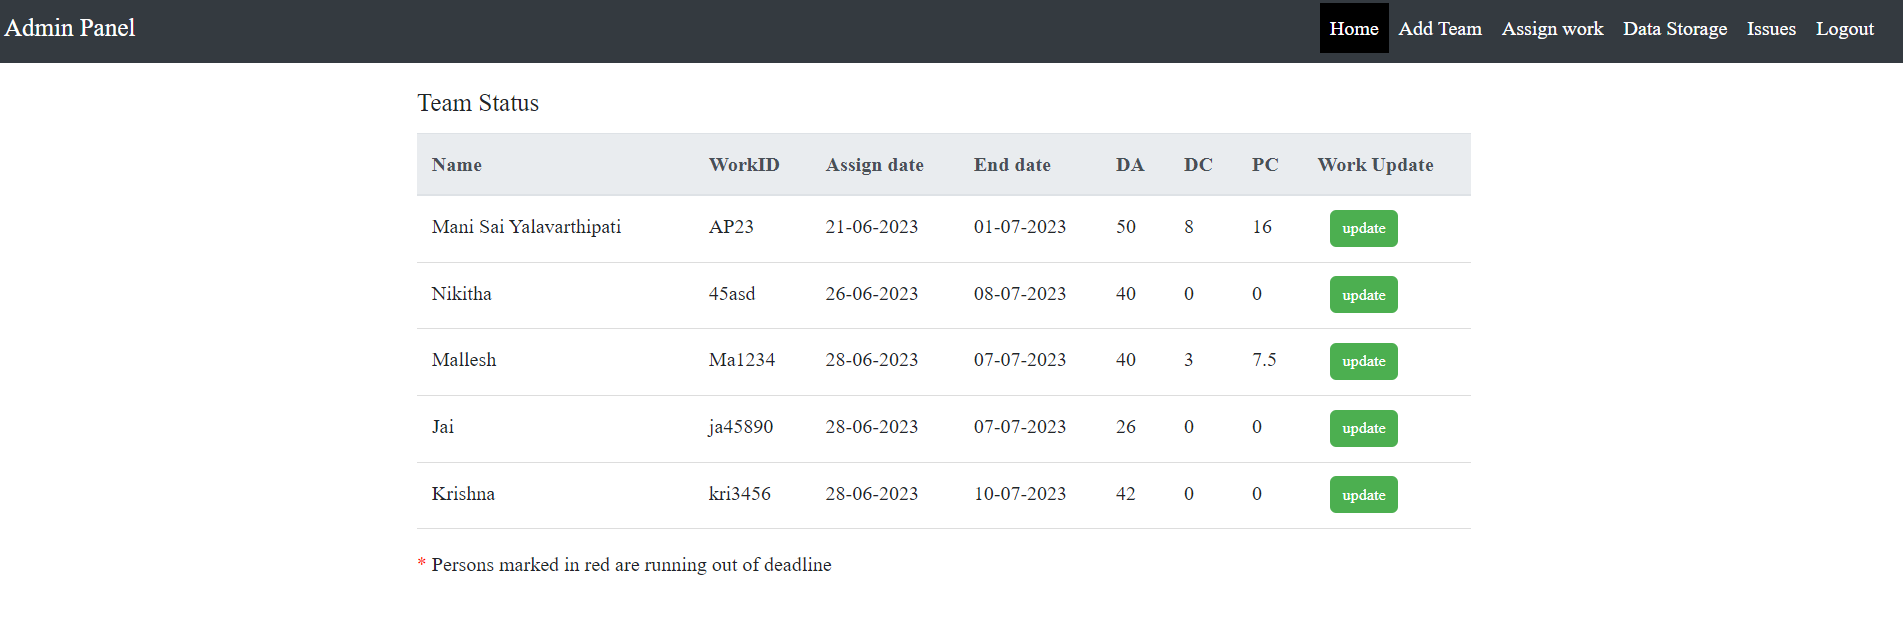 Admin Panel Home Add Team Assign work Data Storage Issues Logout
Team Status
Name WorkID Assign date End date DA DC PC Work Update
Mani Sai Yalavarthipati AP23 21-06-2023 01-07-2023 50 8 16 update
Nikitha 45asd 26-06-2023 08-07-2023 40 0 0 update
Mallesh Ma1234 28-06-2023 07-07-2023 40 3 7.5 update
Jai ja45890 28-06-2023 07-07-2023 26 0 0 update
Krishna kri3456 28-06-2023 10-07-2023 42 0 0 update
* Persons marked in red are running out of deadline